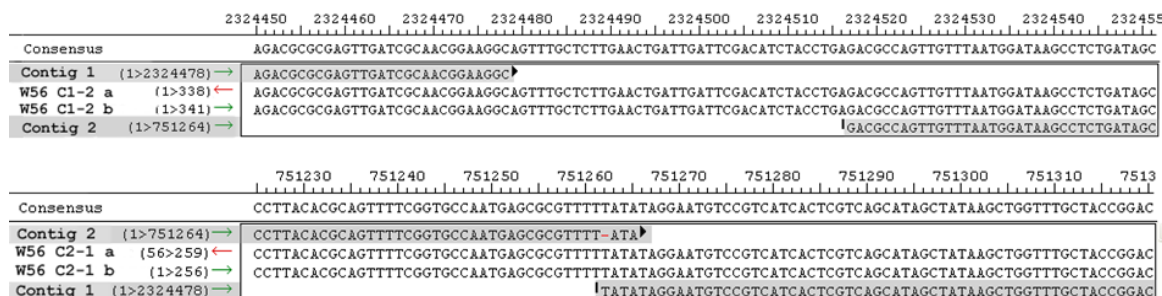 2324450 2324460 2324470 2324480 2324490 2324500 2324510 2324520 2324530 2324540 232455
Consensus AGACGCGCGAGTTGATCGCAACGGAAGGCAGTTTGCTCTTGAACTGATTGATTCGACATCTACCTGAGACGCCAGTTGTTTAATGGATAAGCCTCTGATAGC
Contig 1 (1>2324478)→ AGACGCGCGAGTTGATCGCAACGGAAGGC
W56 C1-2 a (1>338)← AGACGCGCGAGTTGATCGCAACGGAAGGCAGTTTGCTCTTGAACTGATTGATTCGACATCTACCTGAGACGCCAGTTGTTTAATGGATAAGCCTCTGATAGC
W56 C1-2 b (1>341)→ AGACGCGCGAGTTGATCGCAACGGAAGGCAGTTTGCTCTTGAACTGATTGATTCGACATCTACCTGAGACGCCAGTTGTTTAATGGATAAGCCTCTGATAGC
Contig 2 (1>751264)→ GACGCCAGTTGTTTAATGGATAAGCCTCTGATAGC
751230 751240 751250 751260 751270 751280 751290 751300 751310 7513
Consensus CCTTACACGCAGTTTTCGGTGCCAATGAGCGCGTTTTTATATAGGAATGTCCGTCATCACTCGTCAGCATAGCTATAAGCTGGTTTGCTACCGGAC
Contig 2 (1>751264)→ CCTTACACGCAGTTTTCGGTGCCAATGAGCGCGTTTT-ATA
W56 C2-1 a (56>259)← CCTTACACGCAGTTTTCGGTGCCAATGAGCGCGTTTTTATATAGGAATGTCCGTCATCACTCGTCAGCATAGCTATAAGCTGGTTTGCTACCGGAC
W56 C2-1 b (1>256)→ CCTTACACGCAGTTTTCGGTGCCAATGAGCGCGTTTTTATATAGGAATGTCCGTCATCACTCGTCAGCATAGCTATAAGCTGGTTTGCTACCGGAC
Contig 1 (1>2324478)→ TATATAGGAATGTCCGTCATCACTCGTCAGCATAGCTATAAGCTGGTTTGCTACCGGAC